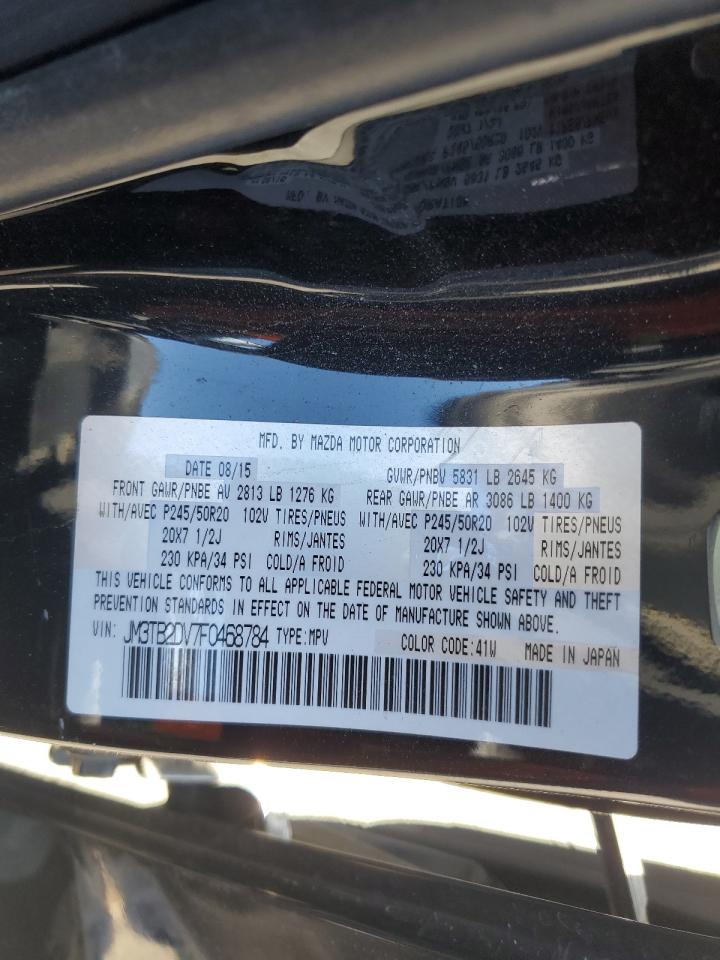 MFD. BY MAZDA MOTOR CORPORATION
DATE 08/15 GVWR/PNBV 5831 LB 2645 KG
FRONT GAWR/PNBE AV 2813 LB 1276 KG REAR GAWR/PNBE AR 3086 LB 1400 KG
WITH/AVEC P245/50R20 102V TIRES/PNEUS WITH/AVEC P245/50R20 102V TIRES/PNEUS
20X7 1/2J RIMS/JANTES 20X7 1/2J RIMS/JANTES
230 KPA/34 PSI COLD/A FROID 230 KPA/34 PSI COLD/A FROID
THIS VEHICLE CONFORMS TO ALL APPLICABLE FEDERAL MOTOR VEHICLE SAFETY AND THEFT
PREVENTION STANDARDS IN EFFECT ON THE DATE OF MANUFACTURE SHOWN ABOVE.
VIN: JM3TB2DV7F0468784 TYPE:MPV COLOR CODE:41W MADE IN JAPAN